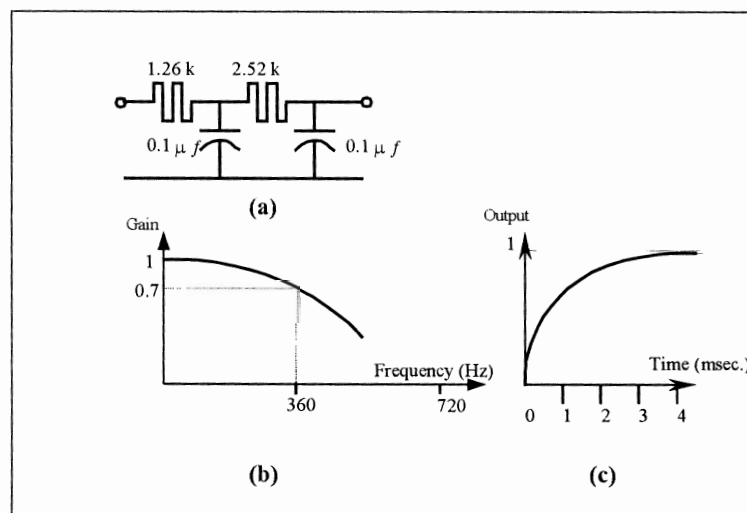 1.26 k 2.52 k
0.1 μ f 0.1 μ f
(a)
Gain
1
0.7
Frequency (Hz)
360 720
(b)
Output
1
Time (msec.)
0 1 2 3 4
(c)